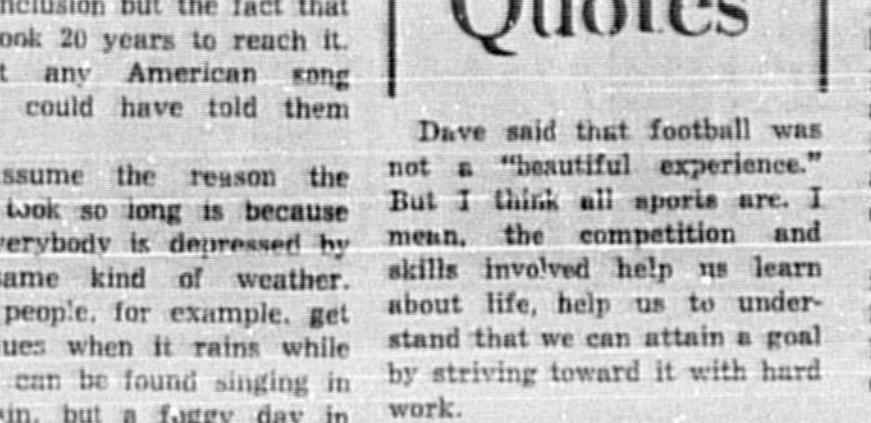 nclusion but the fact that
ook 20 years to reach it.
t any American song
could have told them
ssume the reason the
took so long is because
verybody is depressed by
ame kind of weather.
people, for example, get
ues when it rains while
can be found singing in
but a foggy day in
Quotes
Dave said that football was
not a "beautiful experience."
But I think all sports are. I
mean, the competition and
skills involved help us learn
about life, help us to under-
stand that we can attain a goal
by striving toward it with hard
work.